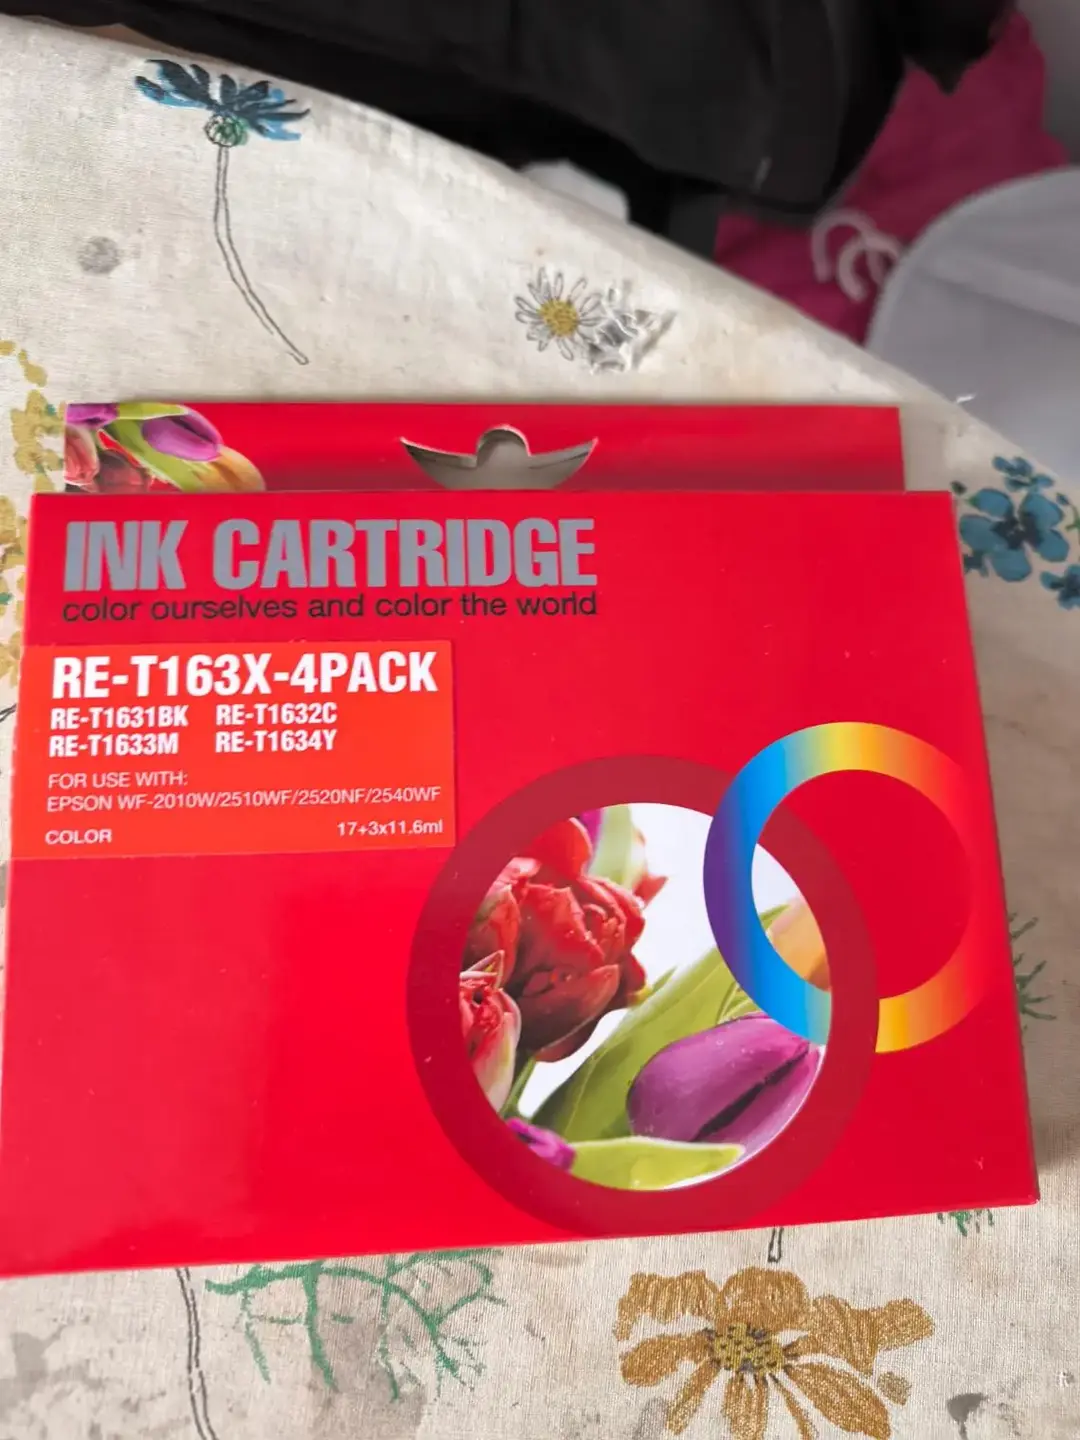 INK CARTRIDGE
color ourselves and color the world
RE-T163X-4PACK
RE-T1631BK RE-T1632C
RE-T1633M RE-T1634Y
FOR USE WITH:
EPSON WF-2010W/2510WF/2520NF/2540WF
COLOR 17+3x11.6ml